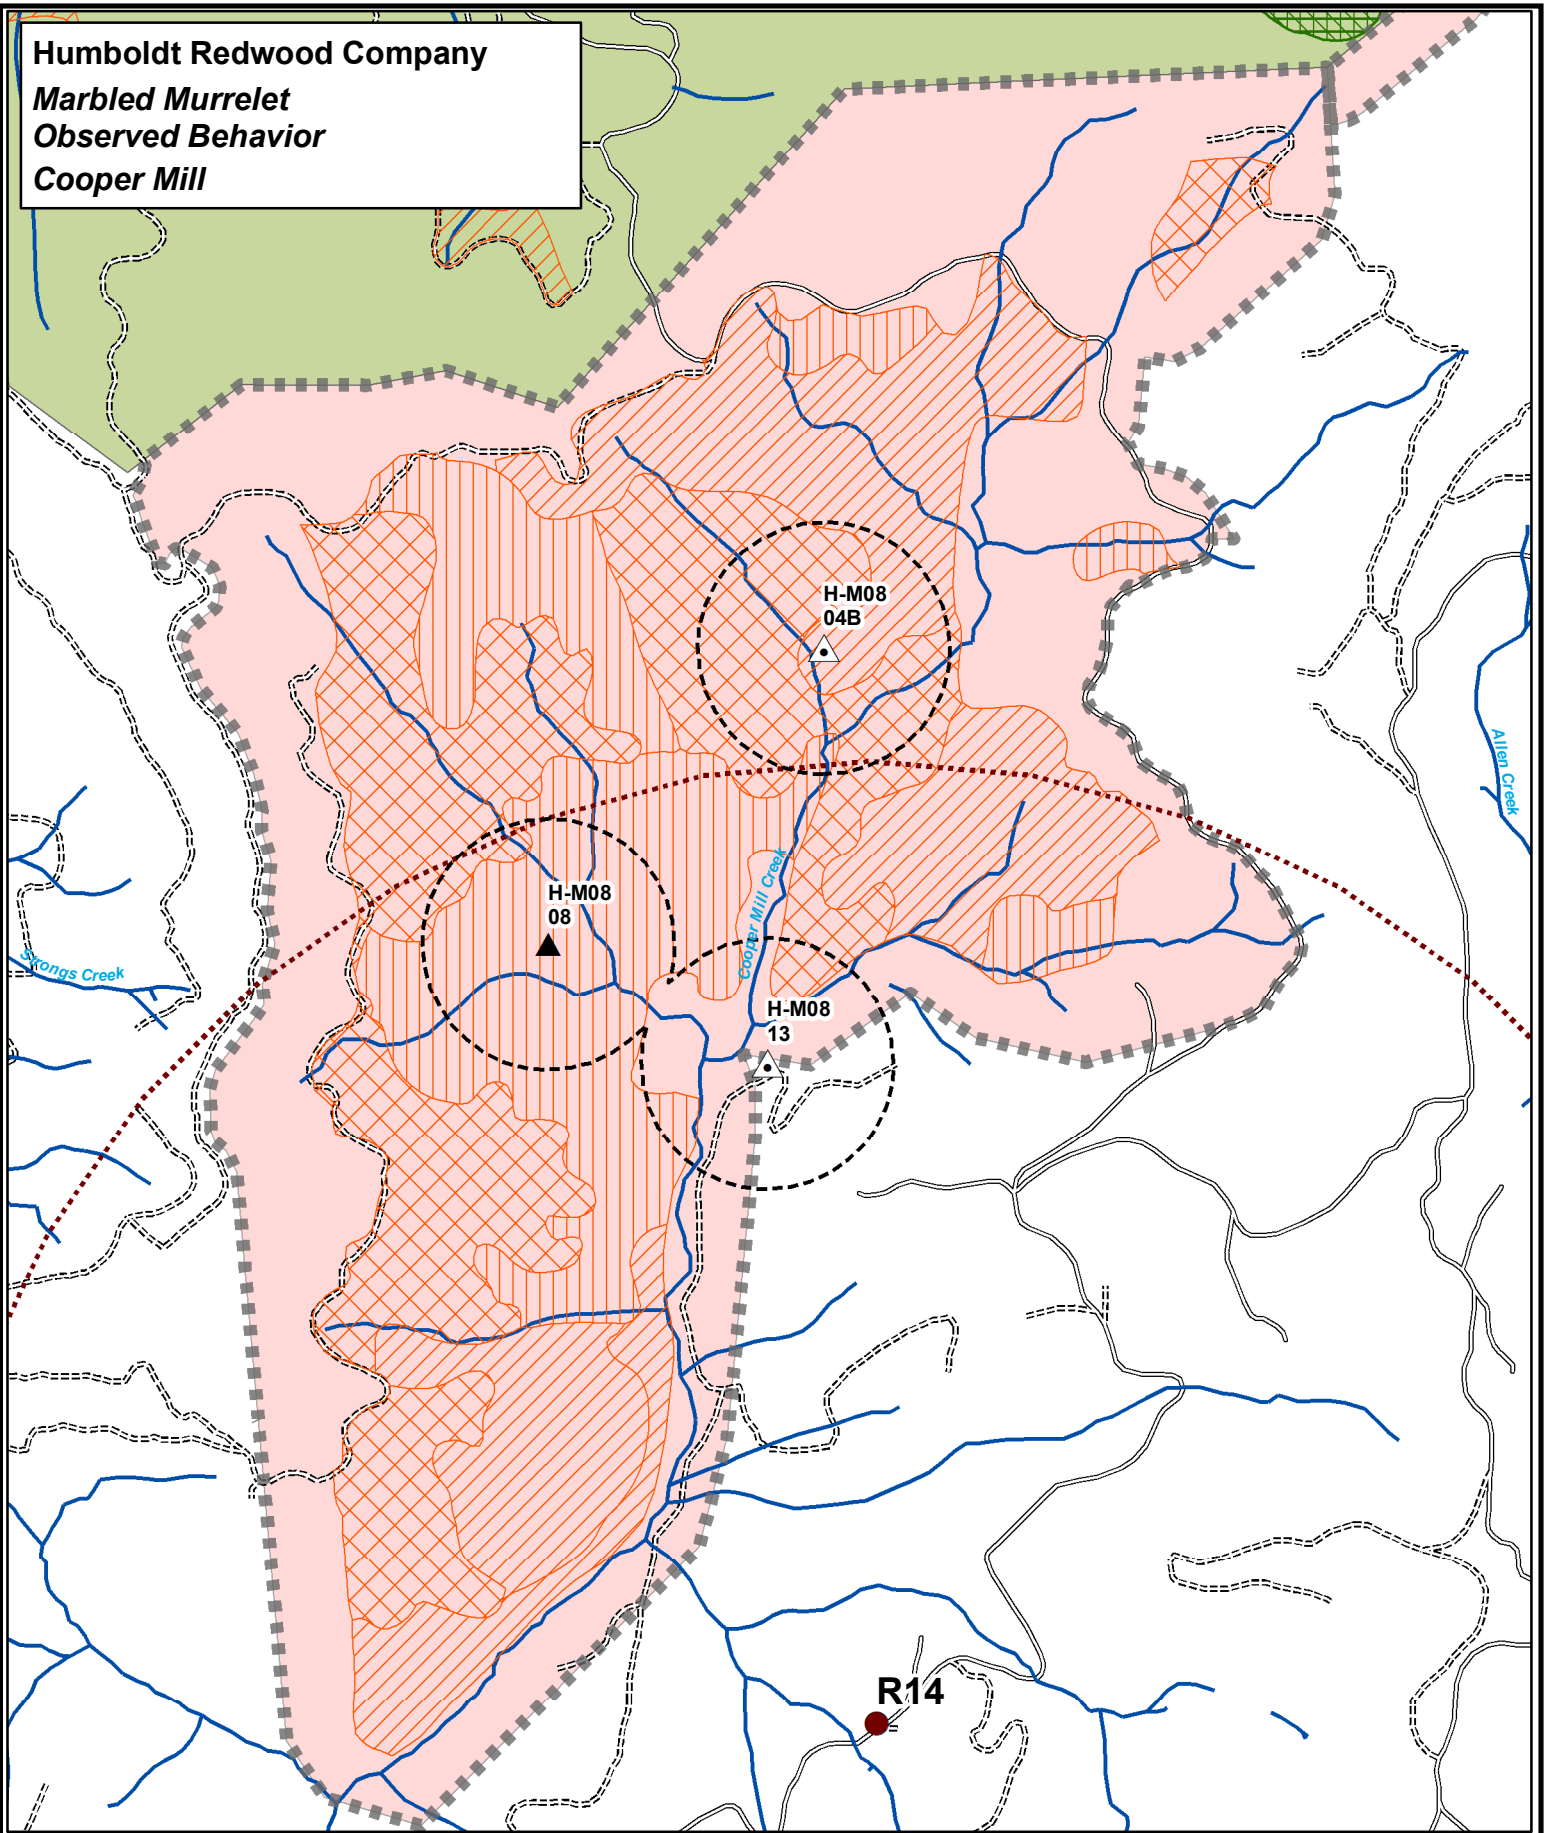 Humboldt Redwood Company
Marbled Murrelet
Observed Behavior
Cooper Mill
H-M08
04B
Allen Creek
H-M08
08
Cooper Mill Creek
Strongs Creek
H-M08
13
R14